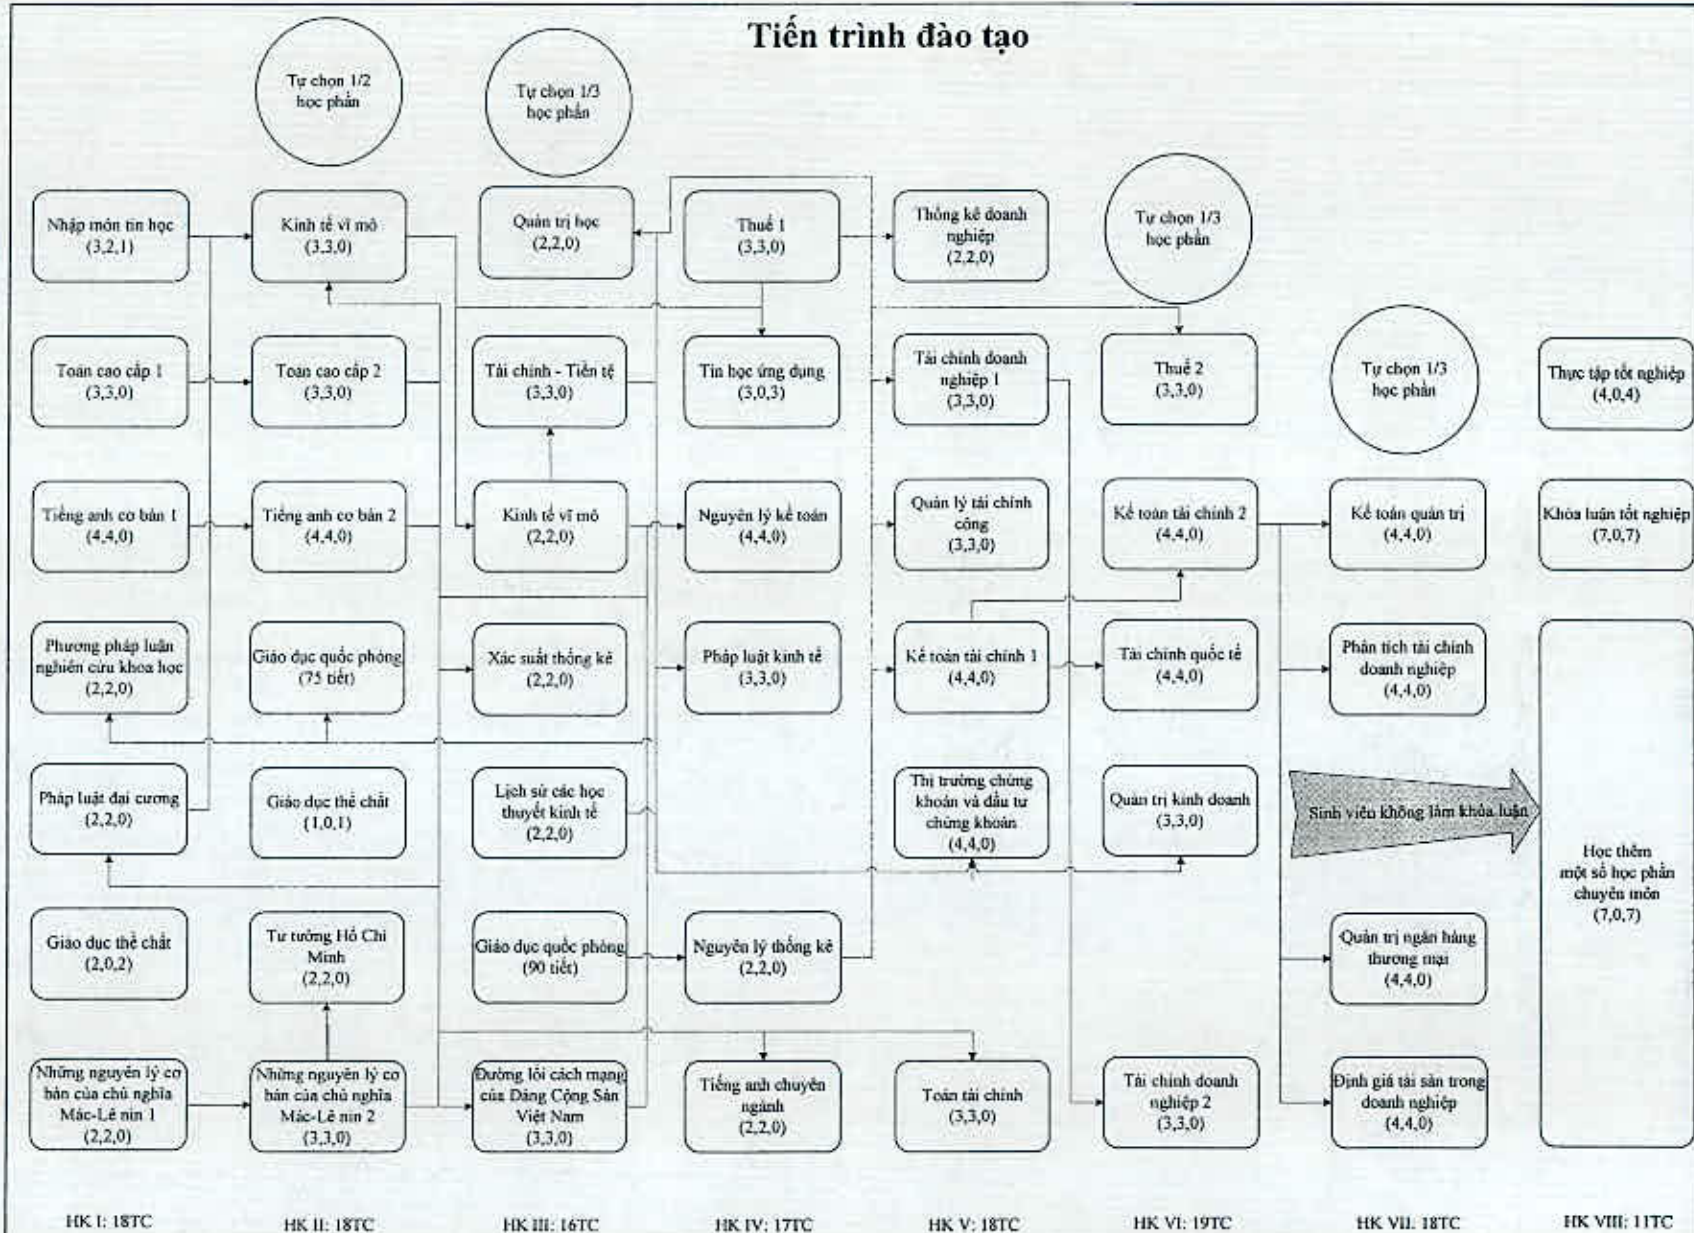 Tiến trình đào tạo
Tự chọn 1/2
học phần
Tự chọn 1/3
học phần
Nhập môn tin học
(3,2,1)
Kinh tế vĩ mô
(3,3,0)
Quản trị học
(2,2,0)
Thuế 1
(3,3,0)
Thống kê doanh
nghiệp
(2,2,0)
Tự chọn 1/3
học phần
Toán cao cấp 1
(3,3,0)
Toán cao cấp 2
(3,3,0)
Tài chính - Tiền tệ
(3,3,0)
Tin học ứng dụng
(3,0,3)
Tài chính doanh
nghiệp 1
(3,3,0)
Thuế 2
(3,3,0)
Tự chọn 1/3
học phần
Thực tập tốt nghiệp
(4,0,4)
Tiếng anh cơ bản 1
(4,4,0)
Tiếng anh cơ bản 2
(4,4,0)
Kinh tế vĩ mô
(2,2,0)
Nguyên lý kế toán
(4,4,0)
Quản lý tài chính
công
(3,3,0)
Kế toán tài chính 2
(4,4,0)
Kế toán quản trị
(4,4,0)
Khóa luận tốt nghiệp
(7,0,7)
Phương pháp luận
nghiên cứu khoa học
(2,2,0)
Giáo dục quốc phòng
(75 tiết)
Xác suất thống kê
(2,2,0)
Pháp luật kinh tế
(3,3,0)
Kế toán tài chính 1
(4,4,0)
Tài chính quốc tế
(4,4,0)
Phân tích tài chính
doanh nghiệp
(4,4,0)
Pháp luật đại cương
(2,2,0)
Giáo dục thể chất
(1,0,1)
Lịch sử các học
thuyết kinh tế
(2,2,0)
Thị trường chứng
khoán và đầu tư
chứng khoán
(4,4,0)
Quản trị kinh doanh
(3,3,0)
Sinh viên không làm khóa luận
Học thêm
một số học phần
chuyên môn
(7,0,7)
Giáo dục thể chất
(2,0,2)
Tư tưởng Hồ Chí
Minh
(2,2,0)
Giáo dục quốc phòng
(90 tiết)
Nguyên lý thống kê
(2,2,0)
Quản trị ngân hàng
thương mại
(4,4,0)
Những nguyên lý cơ
bản của chủ nghĩa
Mác-Lê nin 1
(2,2,0)
Những nguyên lý cơ
bản của chủ nghĩa
Mác-Lê nin 2
(3,3,0)
Đường lối cách mạng
của Đảng Cộng Sản
Việt Nam
(3,3,0)
Tiếng anh chuyên
ngành
(2,2,0)
Toán tài chính
(3,3,0)
Tài chính doanh
nghiệp 2
(3,3,0)
Định giá tài sản trong
doanh nghiệp
(4,4,0)
HK I: 18TC
HK II: 18TC
HK III: 16TC
HK IV: 17TC
HK V: 18TC
HK VI: 19TC
HK VII: 18TC
HK VIII: 11TC